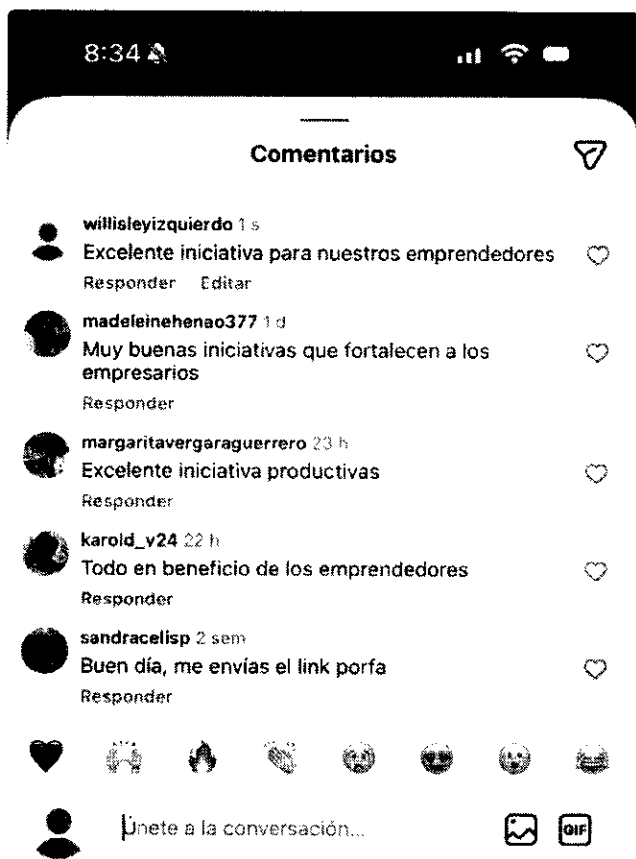 8:34
Comentarios
willisleyizquierdo 1 s
Excelente iniciativa para nuestros emprendedores
Responder Editar
madeleinehenao377 1 d
Muy buenas iniciativas que fortalecen a los
empresarios
Responder
margaritavergaraguerrero 23 h
Excelente iniciativa productivas
Responder
karold_v24 22 h
Todo en beneficio de los emprendedores
Responder
sandracelisp 2 sem
Buen día, me envías el link porfa
Responder
Únete a la conversación...
GIF